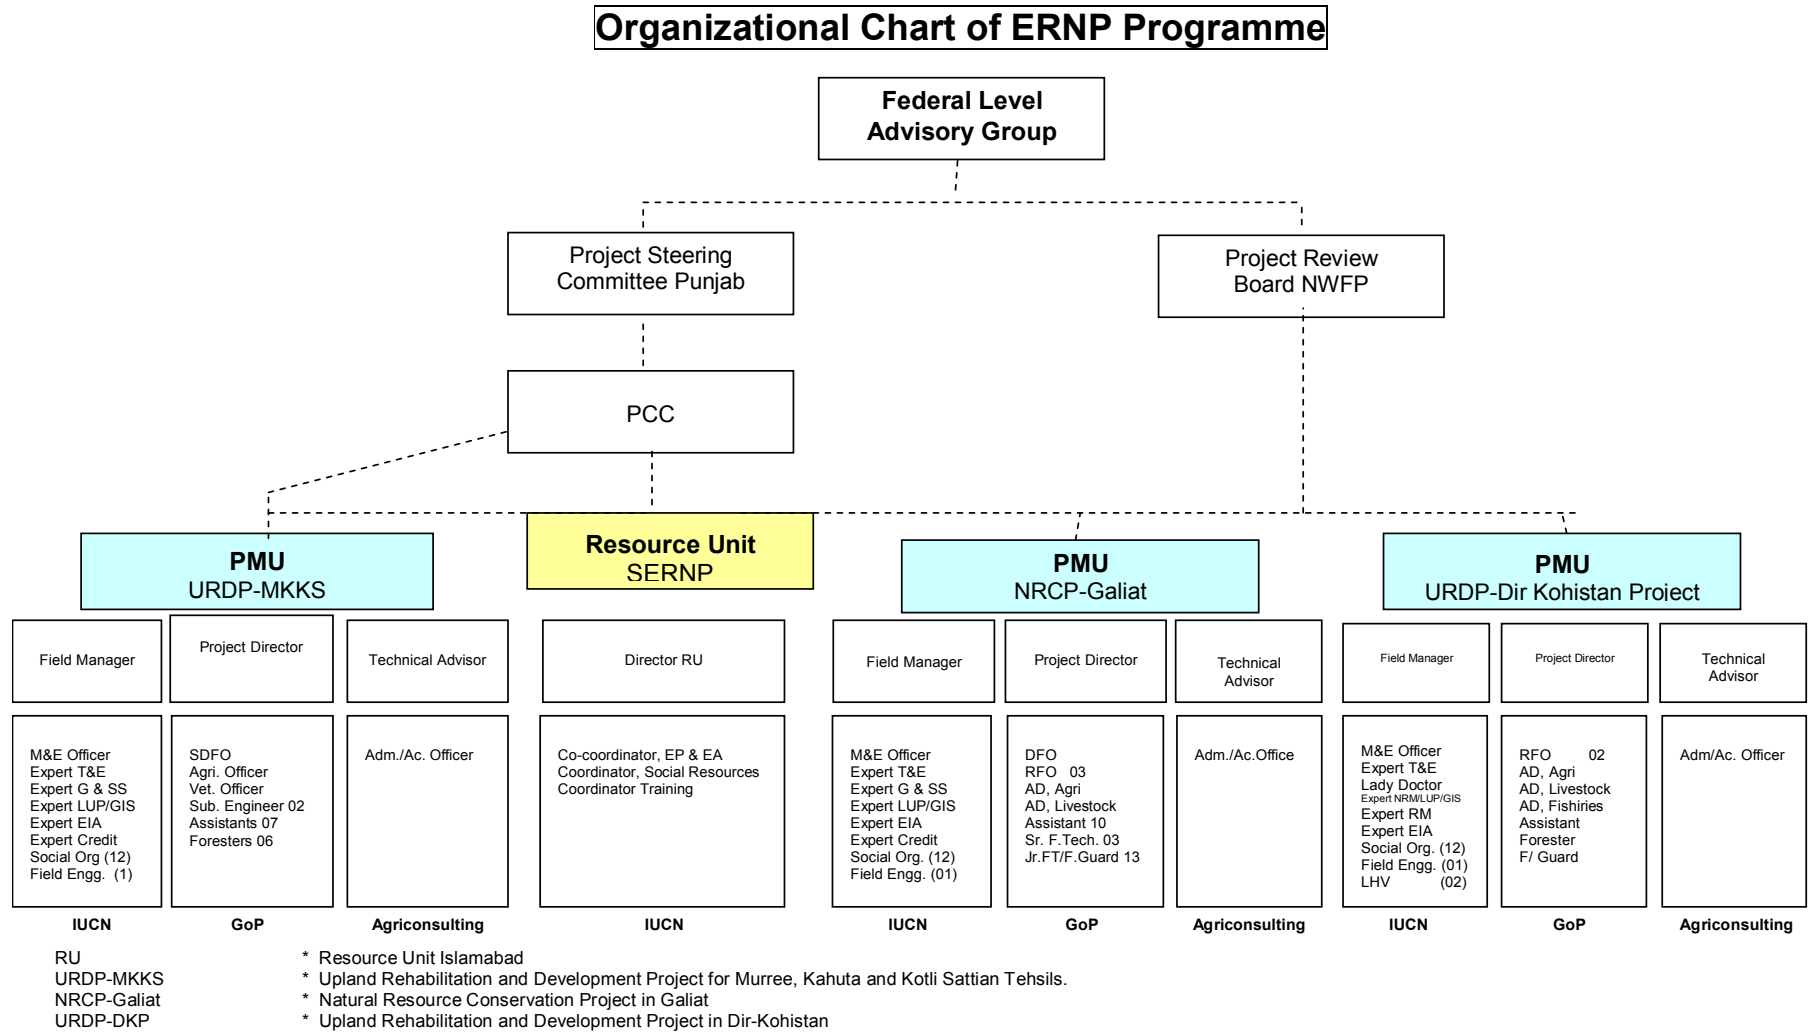 Organizational Chart of ERNP Programme
Federal Level
Advisory Group
Project Steering
Committee Punjab
Project Review
Board NWFP
PCC
PMU
URDP-MKKS
Resource Unit
SERNP
PMU
NRCP-Galiat
PMU
URDP-Dir Kohistan Project
Field Manager
Project Director
Technical Advisor
Director RU
Field Manager
Project Director
Technical
Advisor
Field Manager
Project Director
Technical
Advisor
M&E Officer
Expert T&E
Expert G & SS
Expert LUP/GIS
Expert EIA
Expert Credit
Social Org (12)
Field Engg. (1)
SDFO
Agri. Officer
Vet. Officer
Sub. Engineer 02
Assistants 07
Foresters 06
Adm./Ac. Officer
Co-coordinator, EP & EA
Coordinator, Social Resources
Coordinator Training
M&E Officer
Expert T&E
Expert G & SS
Expert LUP/GIS
Expert EIA
Expert Credit
Social Org. (12)
Field Engg. (01)
DFO
RFO 03
AD, Agri
AD, Livestock
Assistant 10
Sr. F.Tech. 03
Jr.FT/F.Guard 13
Adm./Ac.Office
M&E Officer
Expert T&E
Lady Doctor
Expert NRM/LUP/GIS
Expert RM
Expert EIA
Social Org. (12)
Field Engg. (01)
LHV (02)
RFO 02
AD, Agri
AD, Livestock
AD, Fishiries
Assistant
Forester
F/ Guard
Adm/Ac. Officer
IUCN
GoP
Agriconsulting
IUCN
IUCN
GoP
Agriconsulting
IUCN
GoP
Agriconsulting
RU * Resource Unit Islamabad
URDP-MKKS * Upland Rehabilitation and Development Project for Murree, Kahuta and Kotli Sattian Tehsils.
NRCP-Galiat * Natural Resource Conservation Project in Galiat
URDP-DKP * Upland Rehabilitation and Development Project in Dir-Kohistan